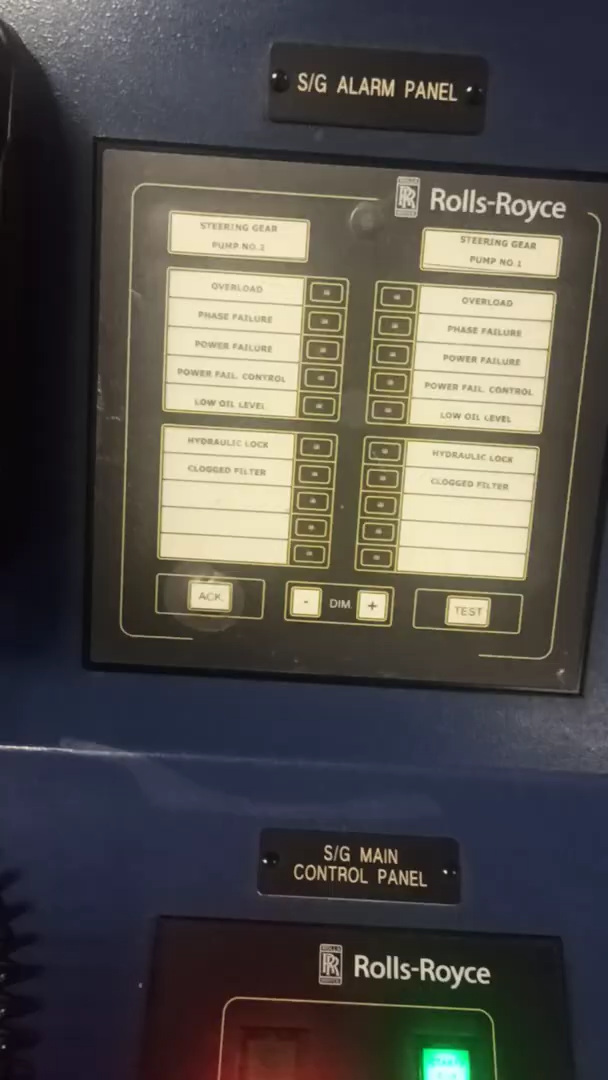 S/G ALARM PANEL
Rolls-Royce
STEERING GEAR
PUMP NO.2
OVERLOAD
PHASE FAILURE
POWER FAILURE
POWER FAIL. CONTROL
LOW OIL LEVEL
HYDRAULIC LOCK
CLOGGED FILTER
STEERING GEAR
PUMP NO.1
OVERLOAD
PHASE FAILURE
POWER FAILURE
POWER FAIL. CONTROL
LOW OIL LEVEL
HYDRAULIC LOCK
CLOGGED FILTER
ACK
- DIM. +
TEST
S/G MAIN
CONTROL PANEL
Rolls-Royce